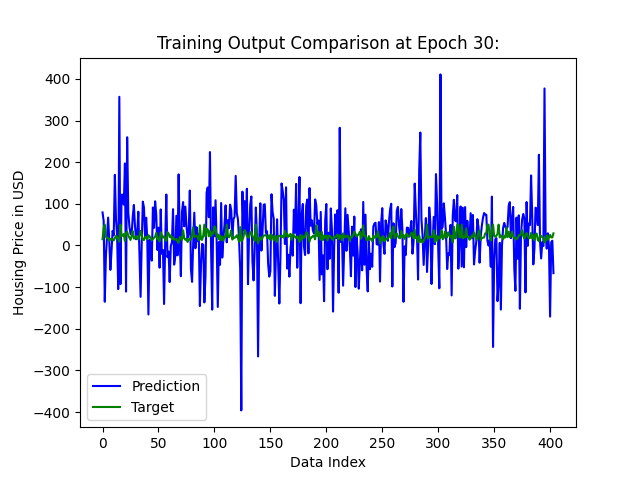 Training Output Comparison at Epoch 30:
Housing Price in USD
400
300
200
100
0
−100
−200
−300
−400
Prediction
Target
0 50 100 150 200 250 300 350 400
Data Index